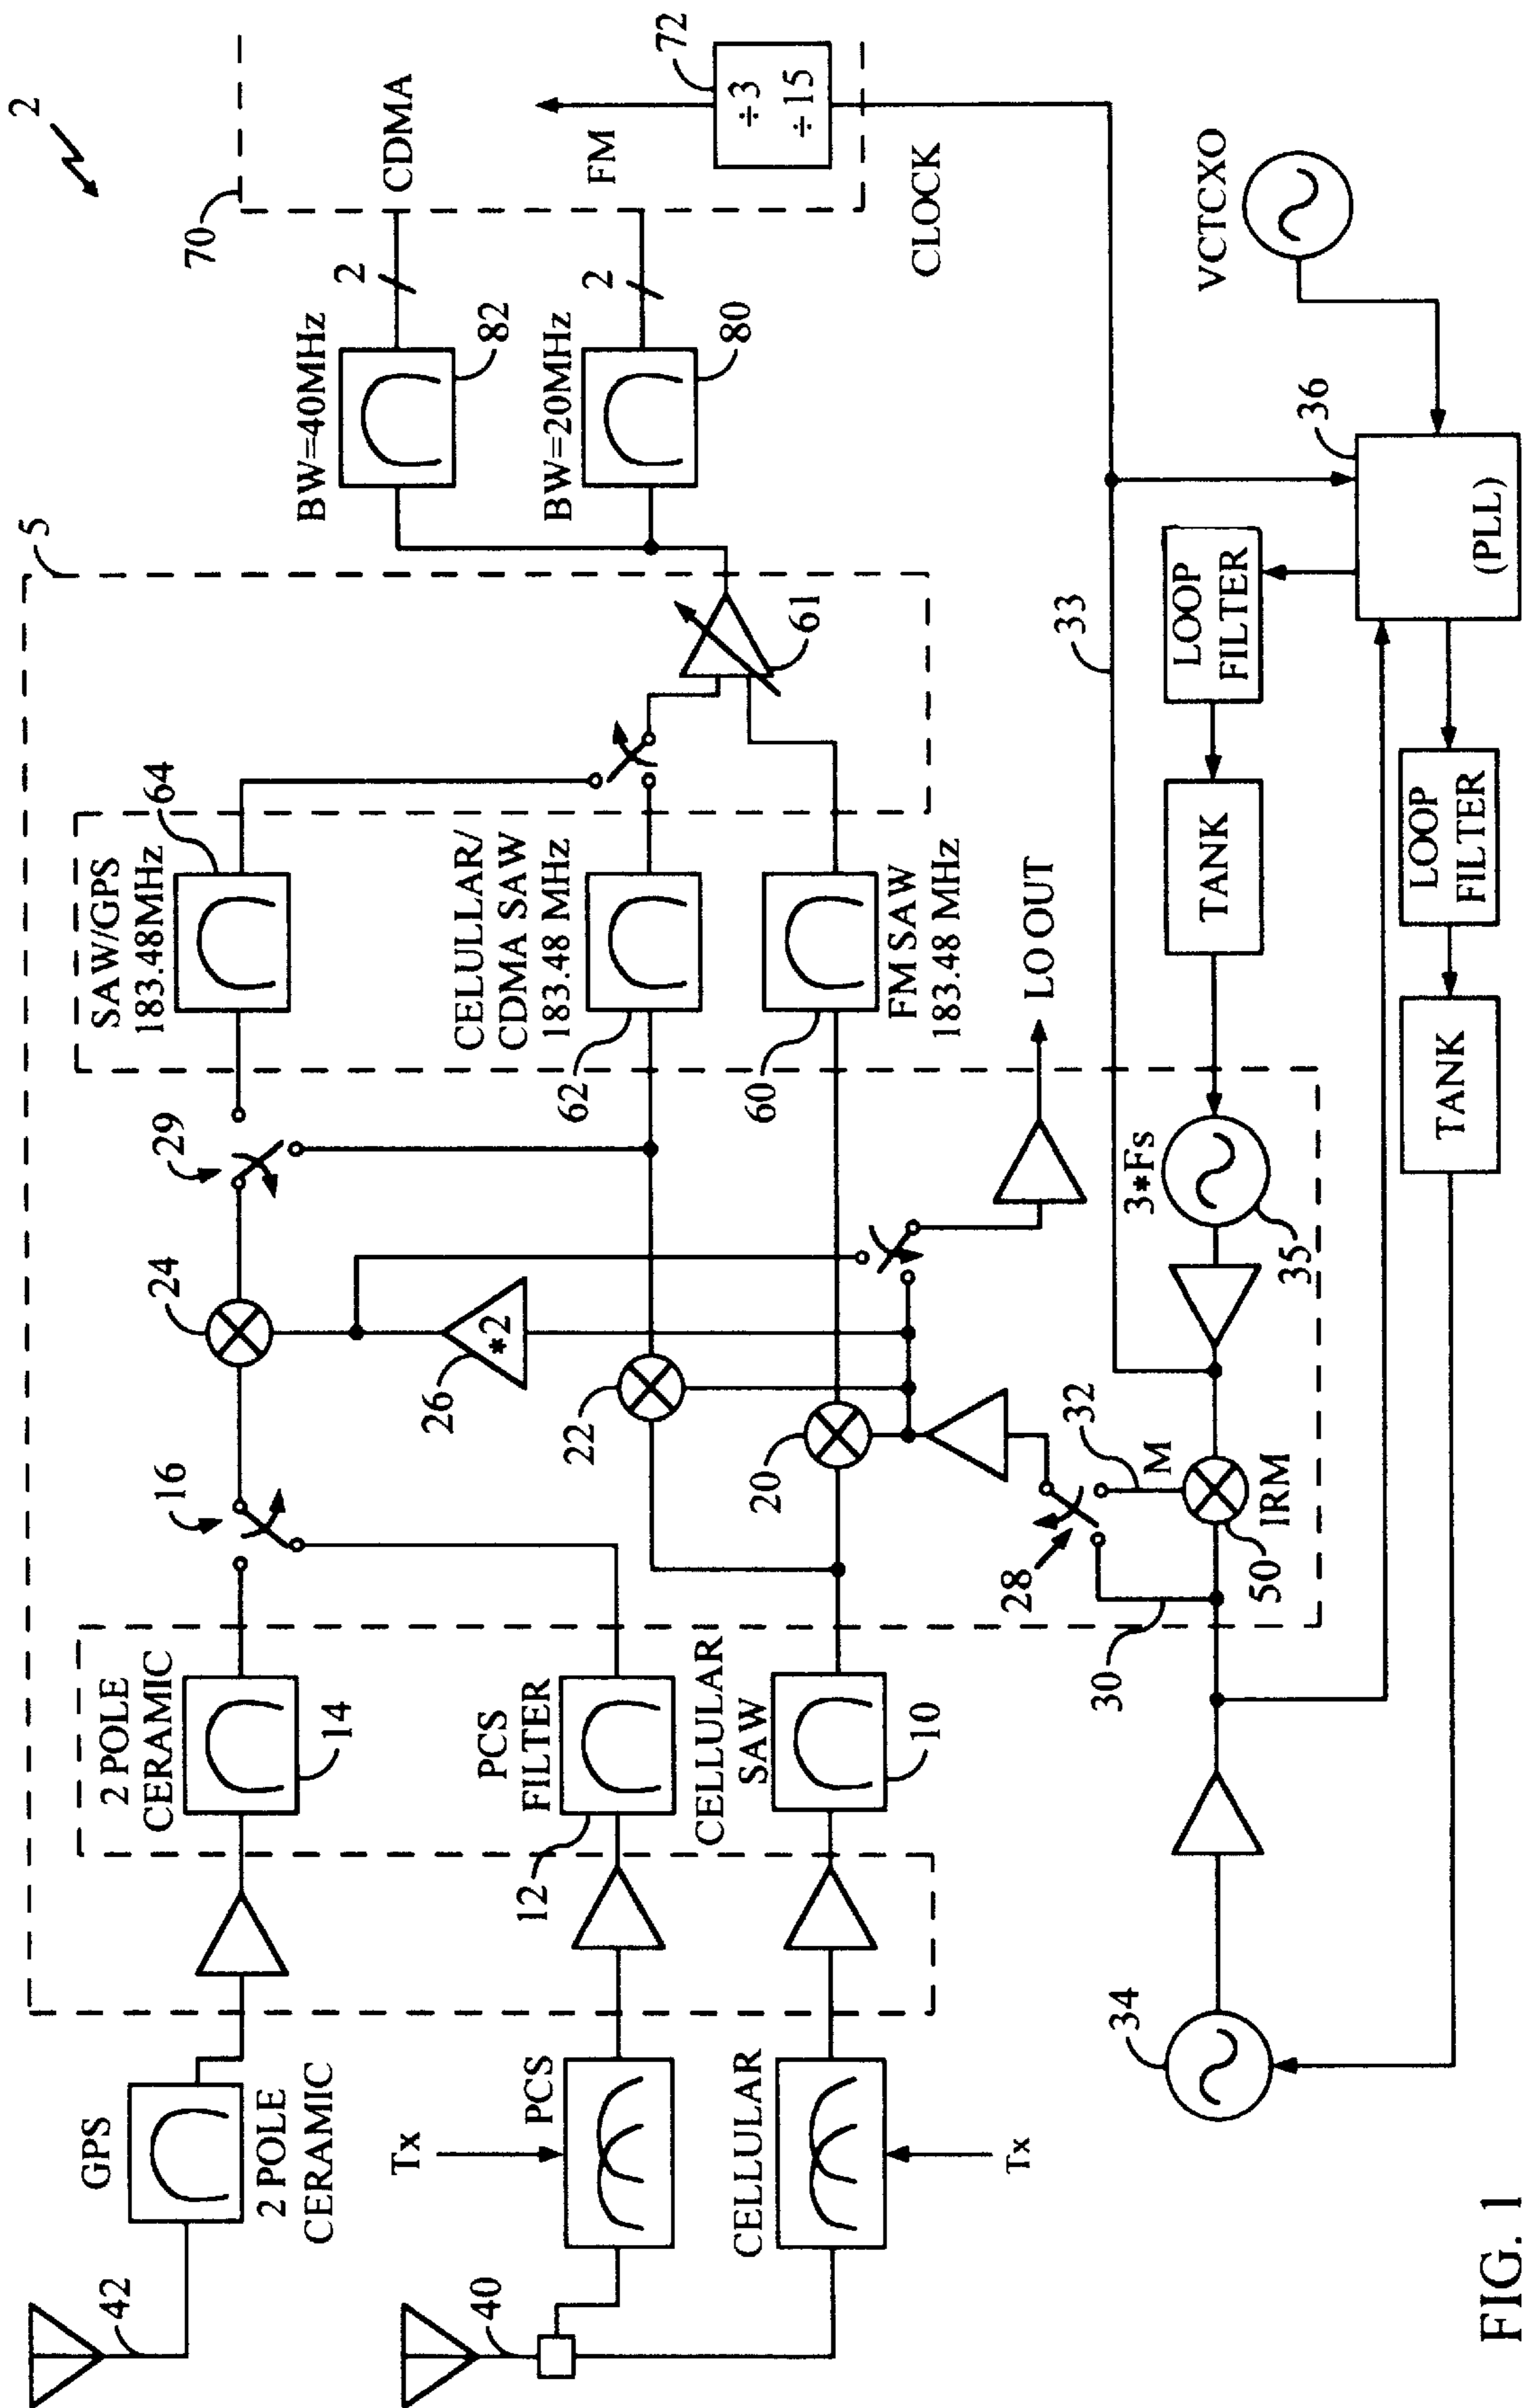 2
5
70
72
CDMA
FM
÷3
÷15
CLOCK
BW=40MHz
2
82
BW=20MHz
2
80
SAW/GPS
183.48MHz
64
CELULLAR/
CDMA SAW
183.48 MHz
62
FM SAW
183.48 MHz
60
61
29
24
*2
26
22
20
16
2 POLE
CERAMIC
14
PCS
FILTER
12
CELLULAR
SAW
10
GPS
2 POLE
CERAMIC
42
Tx
PCS
40
CELLULAR
Tx
LO OUT
28
M
32
30
50
IRM
3*Fs
35
33
34
TANK
LOOP
FILTER
36
(PLL)
VCTCXO
LOOP
FILTER
TANK
FIG. 1